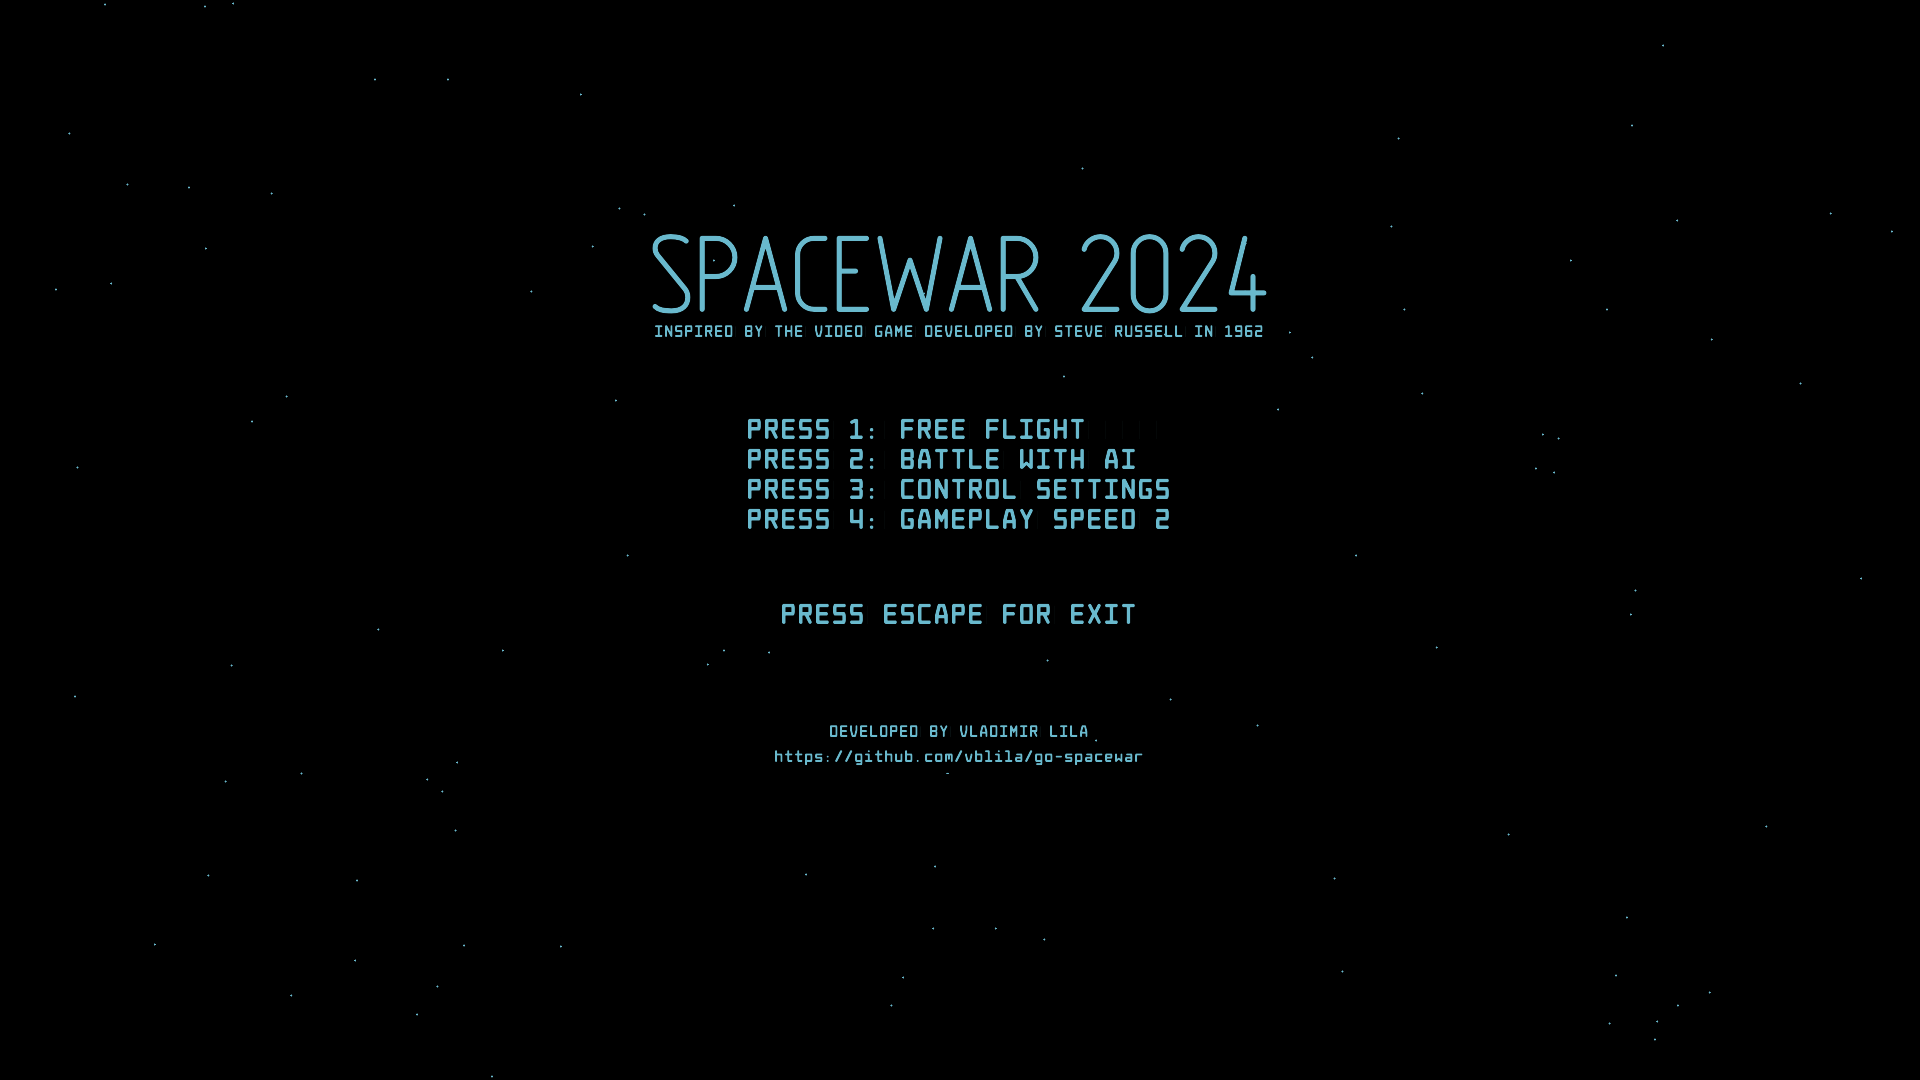 SPACEWAR 2024
INSPIRED BY THE VIDEO GAME DEVELOPED BY STEVE RUSSELL IN 1962
PRESS 1: FREE FLIGHT
PRESS 2: BATTLE WITH AI
PRESS 3: CONTROL SETTINGS
PRESS 4: GAMEPLAY SPEED 2
PRESS ESCAPE FOR EXIT
DEVELOPED BY VLADIMIR LILA
https://github.com/vblila/go-spacewar